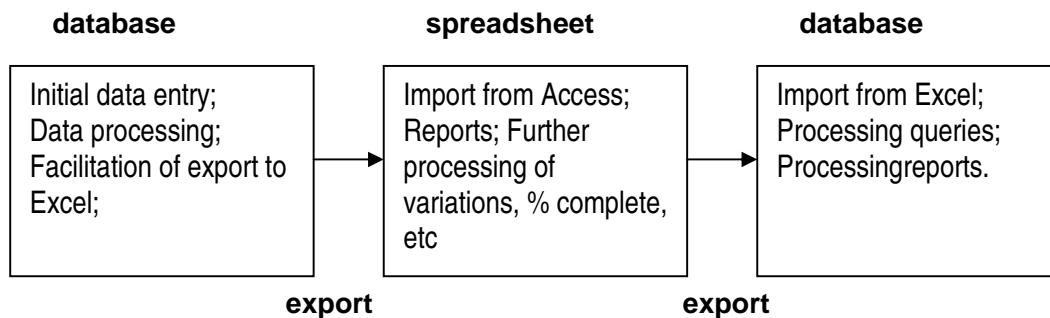 database
spreadsheet
database
Initial data entry;
Data processing;
Facilitation of export to
Excel;
Import from Access;
Reports; Further
processing of
variations, % complete,
etc
Import from Excel;
Processing queries;
Processingreports.
export
export